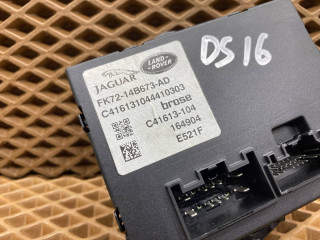 JAGUAR
LAND-
ROVER
DS16
FK72-14B673-AD
C416131044410303
brose
C41613-104
164904
E521F